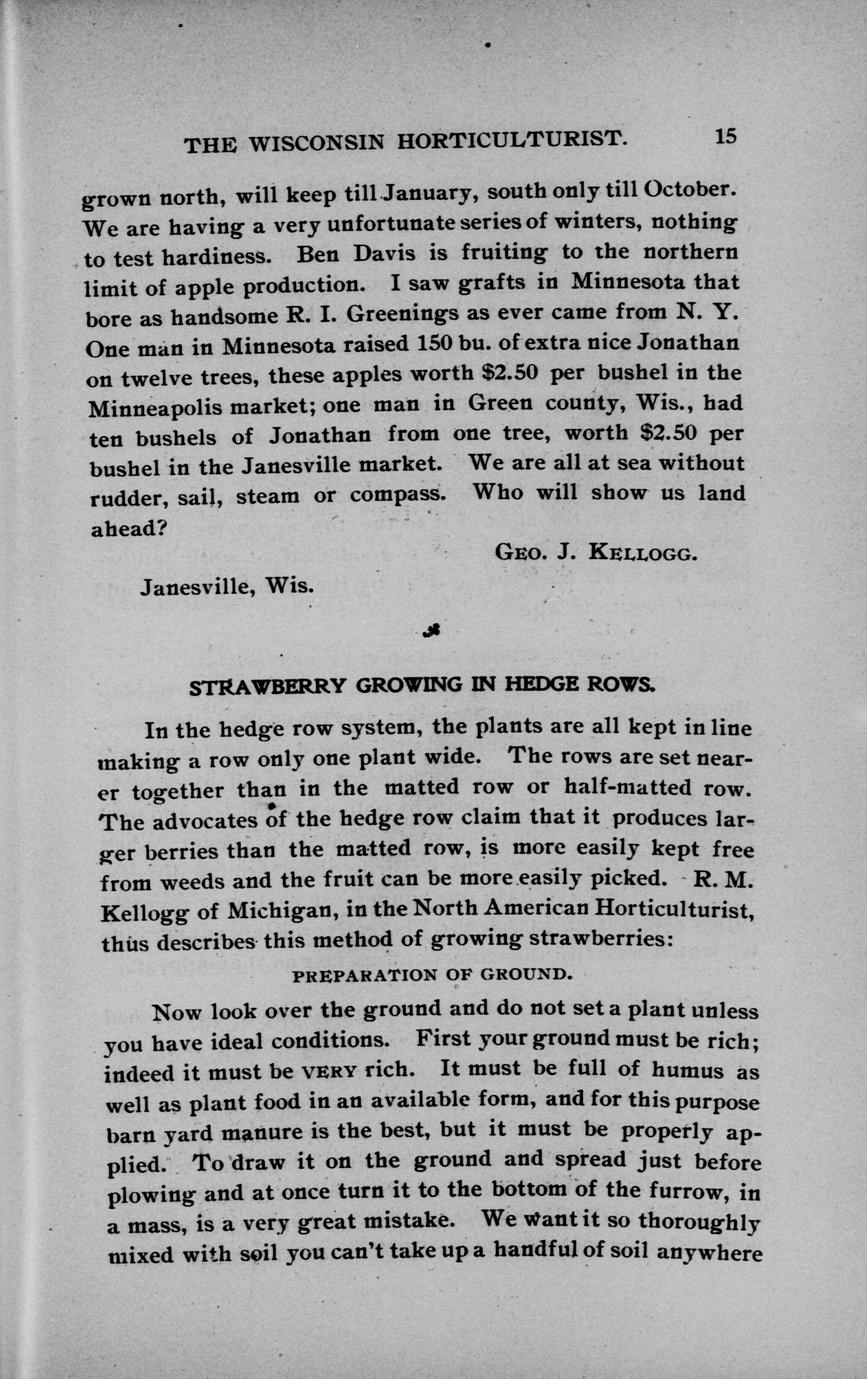 THE WISCONSIN HORTICULTURIST. 15
grown north, will keep till January, south only till October.
We are having a very unfortunate series of winters, nothing
to test hardiness. Ben Davis is fruiting to the northern
limit of apple production. I saw grafts in Minnesota that
bore as handsome R. I. Greenings as ever came from N. Y.
One man in Minnesota raised 150 bu. of extra nice Jonathan
on twelve trees, these apples worth $2.50 per bushel in the
Minneapolis market; one man in Green county, Wis., had
ten bushels of Jonathan from one tree, worth $2.50 per
bushel in the Janesville market. We are all at sea without
rudder, sail, steam or compass. Who will show us land
ahead?
GEO. J. KELLOGG.
Janesville, Wis.
STRAWBERRY GROWING IN HEDGE ROWS.
In the hedge row system, the plants are all kept in line
making a row only one plant wide. The rows are set near-
er together than in the matted row or half-matted row.
The advocates of the hedge row claim that it produces lar-
ger berries than the matted row, is more easily kept free
from weeds and the fruit can be more easily picked. R. M.
Kellogg of Michigan, in the North American Horticulturist,
thus describes this method of growing strawberries:
PREPARATION OF GROUND.
Now look over the ground and do not set a plant unless
you have ideal conditions. First your ground must be rich;
indeed it must be VERY rich. It must be full of humus as
well as plant food in an available form, and for this purpose
barn yard manure is the best, but it must be properly ap-
plied. To draw it on the ground and spread just before
plowing and at once turn it to the bottom of the furrow, in
a mass, is a very great mistake. We want it so thoroughly
mixed with soil you can't take up a handful of soil anywhere